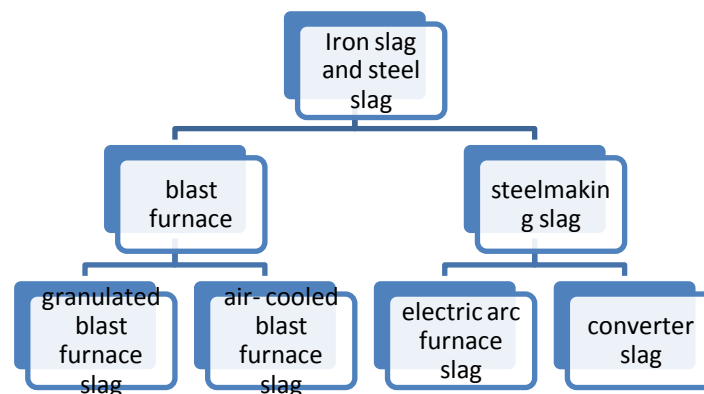 Iron slag
and steel
slag
blast
furnace
steelmakin
g slag
granulated
blast
furnace
slag
air- cooled
blast
furnace
slag
electric arc
furnace
slag
converter
slag